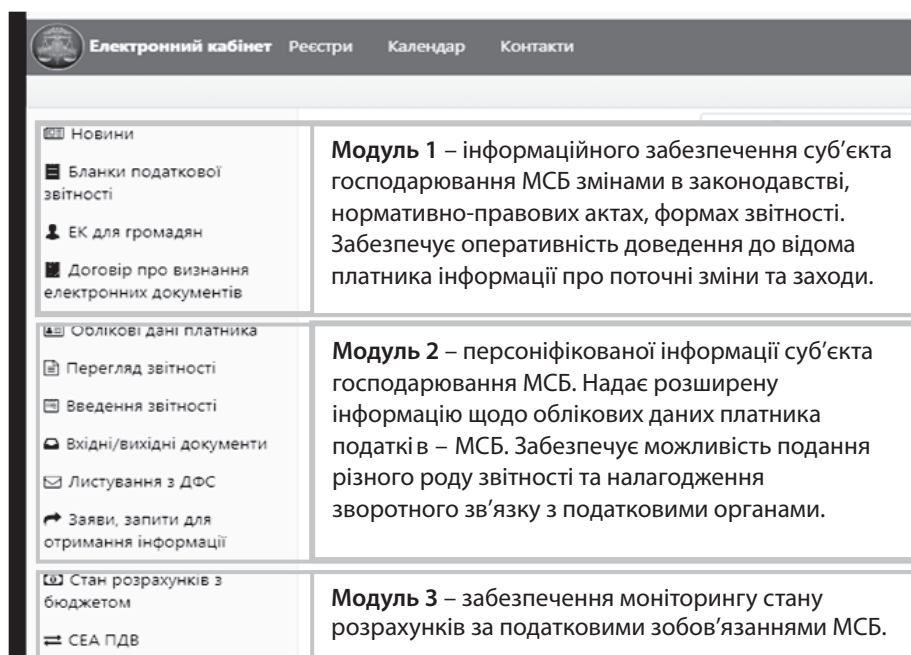 Електронний кабінет Реєстри Календар Контакти
Новини
Бланки податкової
звітності
ЕК для громадян
Договір про визнання
електронних документів
Модуль 1 – інформаційного забезпечення суб’єкта
господарювання МСБ змінами в законодавстві,
нормативно-правових актах, формах звітності.
Забезпечує оперативність доведення до відома
платника інформації про поточні зміни та заходи.
Облікові дані платника
Перегляд звітності
Введення звітності
Вхідні/вихідні документи
Листування з ДФС
Заяви, запити для
отримання інформації
Модуль 2 – персоніфікованої інформації суб’єкта
господарювання МСБ. Надає розширену
інформацію щодо облікових даних платника
податків – МСБ. Забезпечує можливість подання
різного роду звітності та налагодження
зворотного зв’язку з податковими органами.
Стан розрахунків з
бюджетом
СЕА ПДВ
Модуль 3 – забезпечення моніторингу стану
розрахунків за податковими зобов’язаннями МСБ.